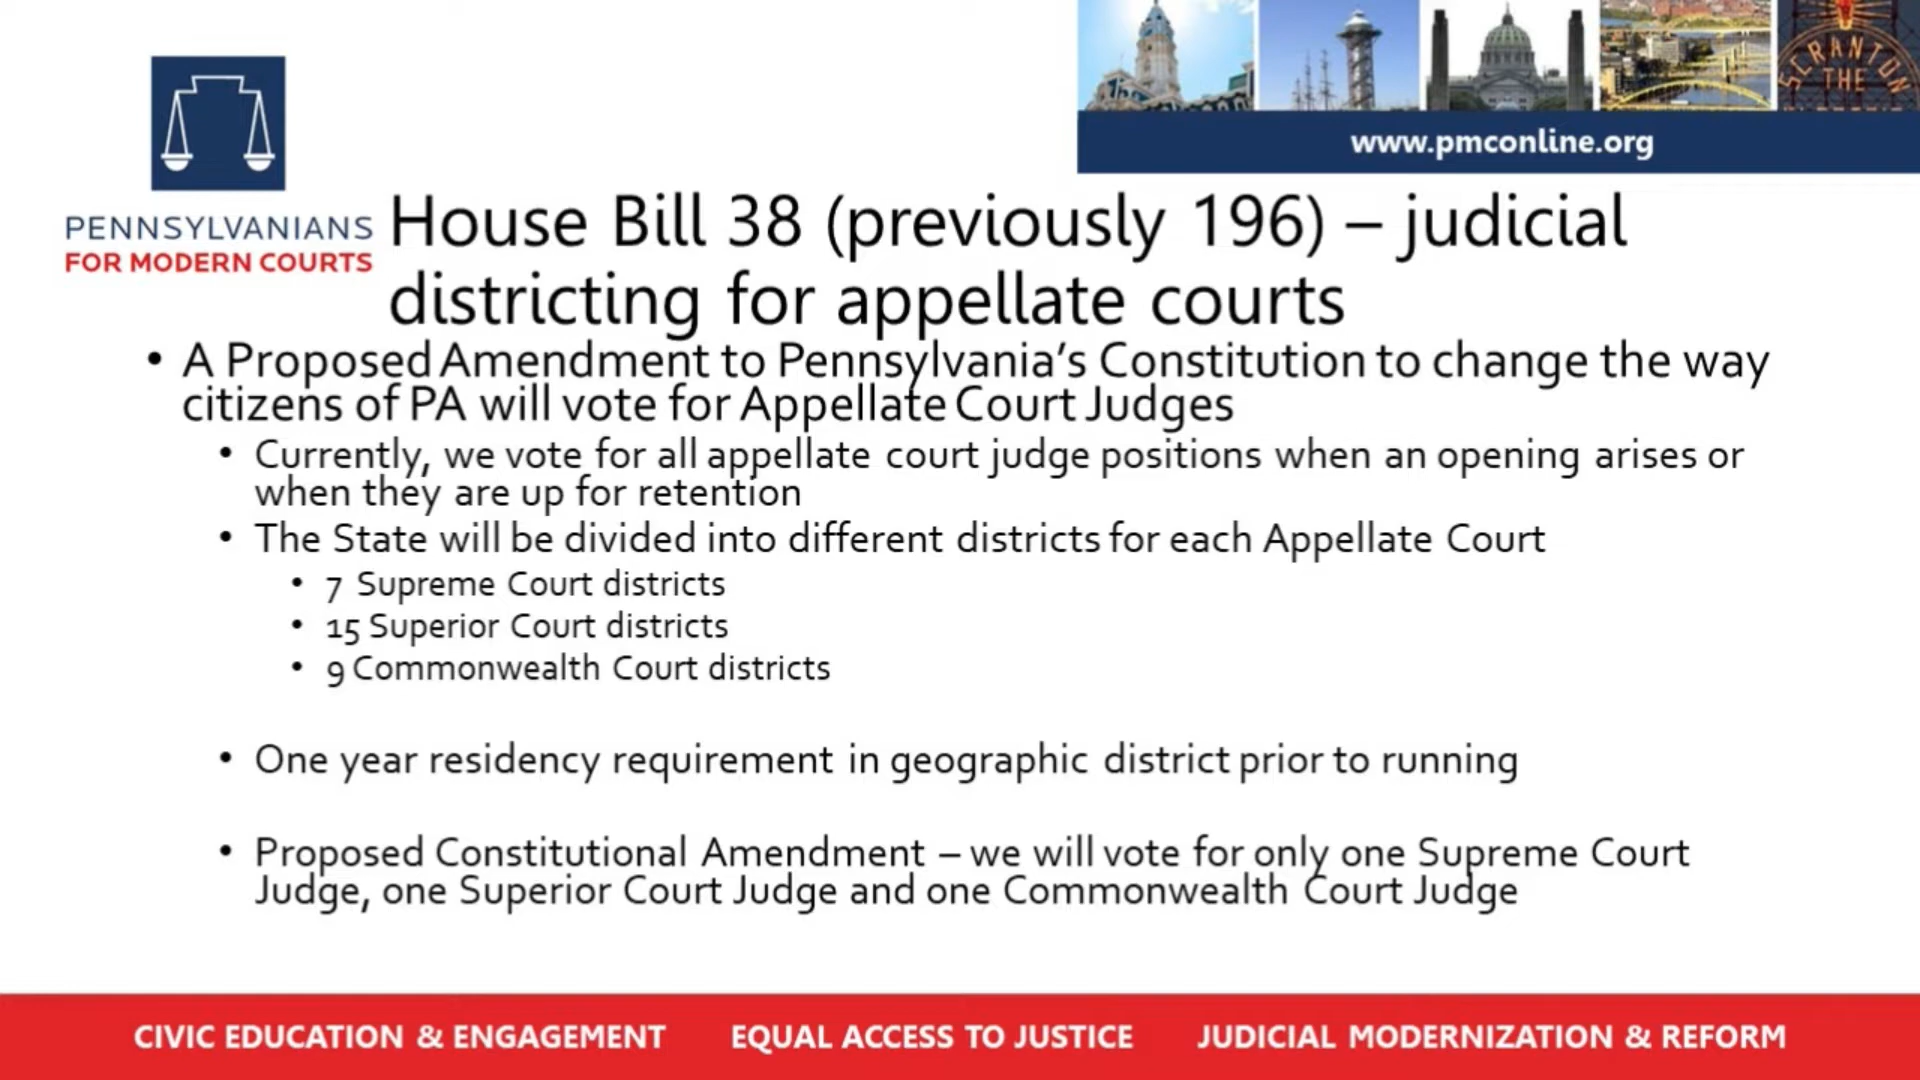 SCRANTON
THE
www.pmconline.org
PENNSYLVANIANS
FOR MODERN COURTS
House Bill 38 (previously 196) – judicial
districting for appellate courts
• A Proposed Amendment to Pennsylvania’s Constitution to change the way
citizens of PA will vote for Appellate Court Judges
• Currently, we vote for all appellate court judge positions when an opening arises or
when they are up for retention
• The State will be divided into different districts for each Appellate Court
• 7 Supreme Court districts
• 15 Superior Court districts
• 9 Commonwealth Court districts
• One year residency requirement in geographic district prior to running
• Proposed Constitutional Amendment – we will vote for only one Supreme Court
Judge, one Superior Court Judge and one Commonwealth Court Judge
CIVIC EDUCATION & ENGAGEMENT EQUAL ACCESS TO JUSTICE JUDICIAL MODERNIZATION & REFORM